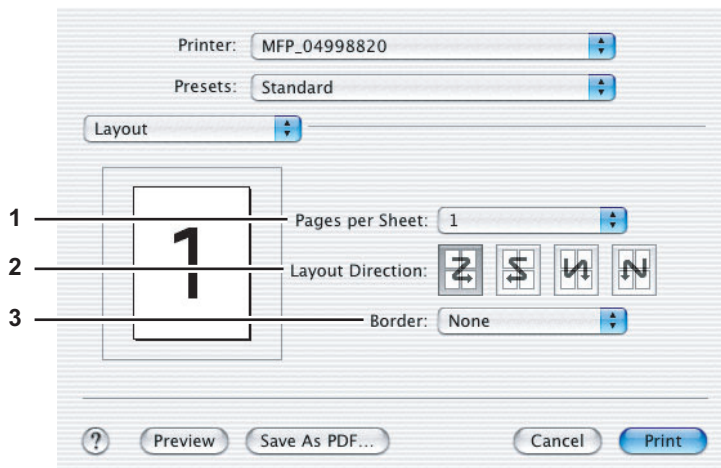 Printer: MFP_04998820
Presets: Standard
Layout
1 Pages per Sheet: 1
1
2 Layout Direction:
3 Border: None
? Preview Save As PDF... Cancel Print